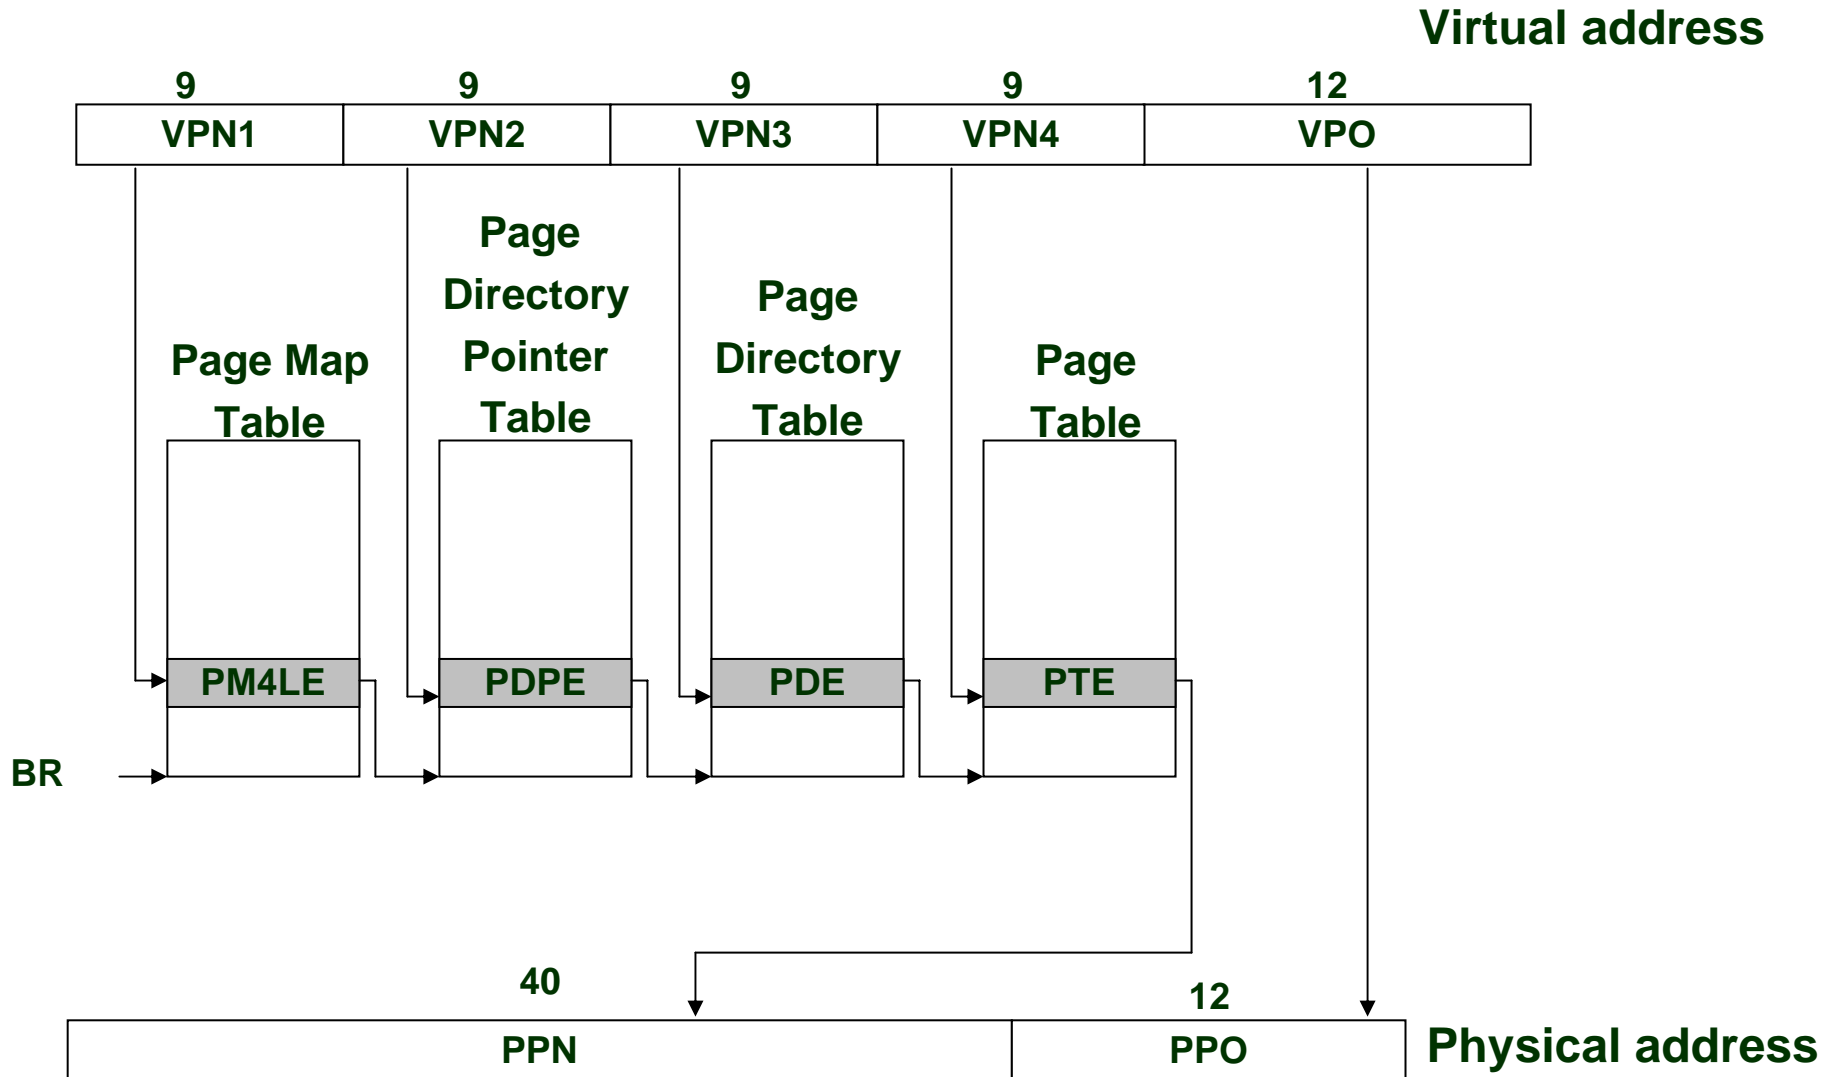 Virtual address
9 9 9 9 12
VPN1 VPN2 VPN3 VPN4 VPO
Page Map
Table
Page
Directory
Pointer
Table
Page
Directory
Table
Page
Table
PM4LE PDPE PDE PTE
BR
40 12
PPN PPO
Physical address